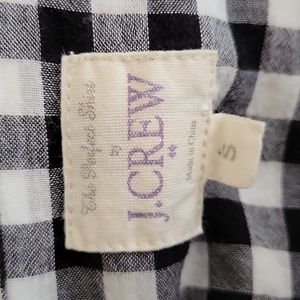 The Perfect Shirt
by
J.CREW
Made in China
S